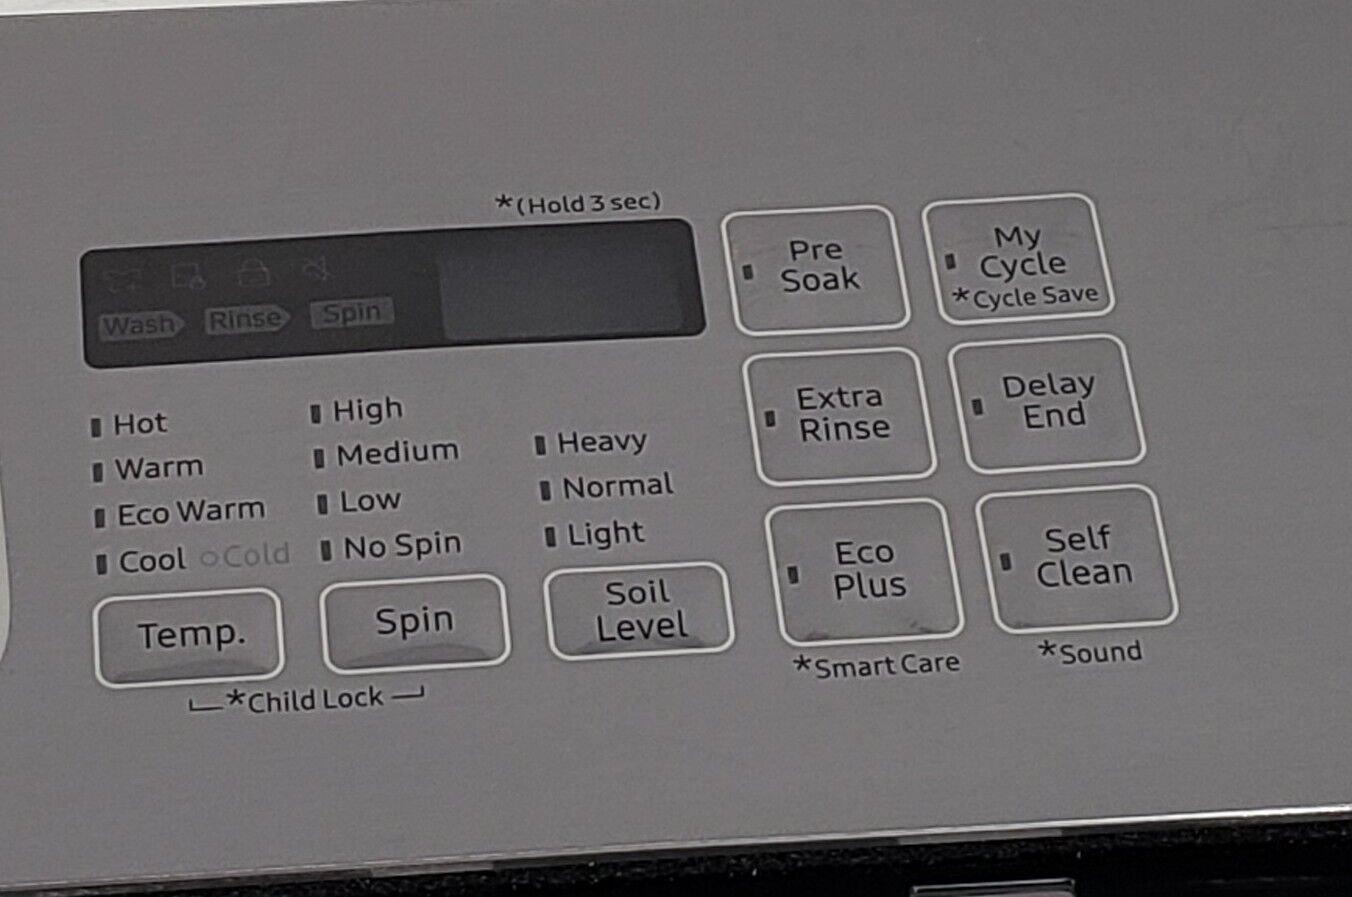 *(Hold 3 sec)
Wash Rinse Spin
Pre
Soak
My
Cycle
*Cycle Save
Hot
Warm
Eco Warm
Cool ○Cold
High
Medium
Low
No Spin
Heavy
Normal
Light
Extra
Rinse
Delay
End
Temp.
Spin
Soil
Level
Eco
Plus
Self
Clean
*Child Lock
*Smart Care
*Sound